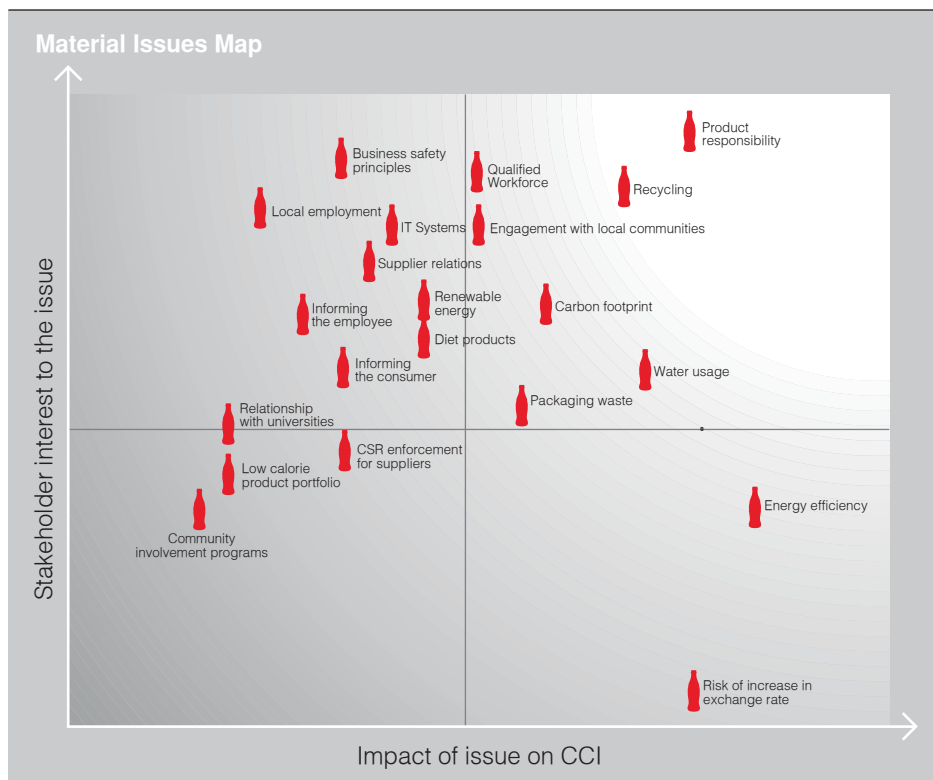 Material Issues Map
Stakeholder interest to the issue
Product
responsibility
Business safety
principles
Qualified
Workforce
Recycling
Local employment
IT Systems
Engagement with local communities
Supplier relations
Renewable
energy
Carbon footprint
Informing
the employee
Diet products
Informing
the consumer
Water usage
Packaging waste
Relationship
with universities
CSR enforcement
for suppliers
Low calorie
product portfolio
Energy efficiency
Community
involvement programs
Risk of increase in
exchange rate
Impact of issue on CCI